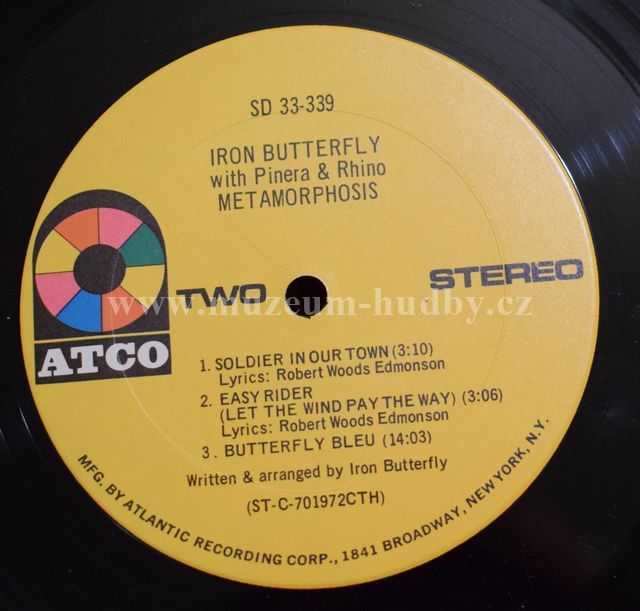 SD 33-339
IRON BUTTERFLY
with Pinera & Rhino
METAMORPHOSIS
TWO
STEREO
www.muzeum-hudby.cz
ATCO
1. SOLDIER IN OUR TOWN (3:10)
Lyrics: Robert Woods Edmonson
2. EASY RIDER
(LET THE WIND PAY THE WAY) (3:06)
Lyrics: Robert Woods Edmonson
3. BUTTERFLY BLEU (14:03)
Written & arranged by Iron Butterfly
(ST-C-701972CTH)
MFG. BY ATLANTIC RECORDING CORP., 1841 BROADWAY, NEW YORK, N.Y.